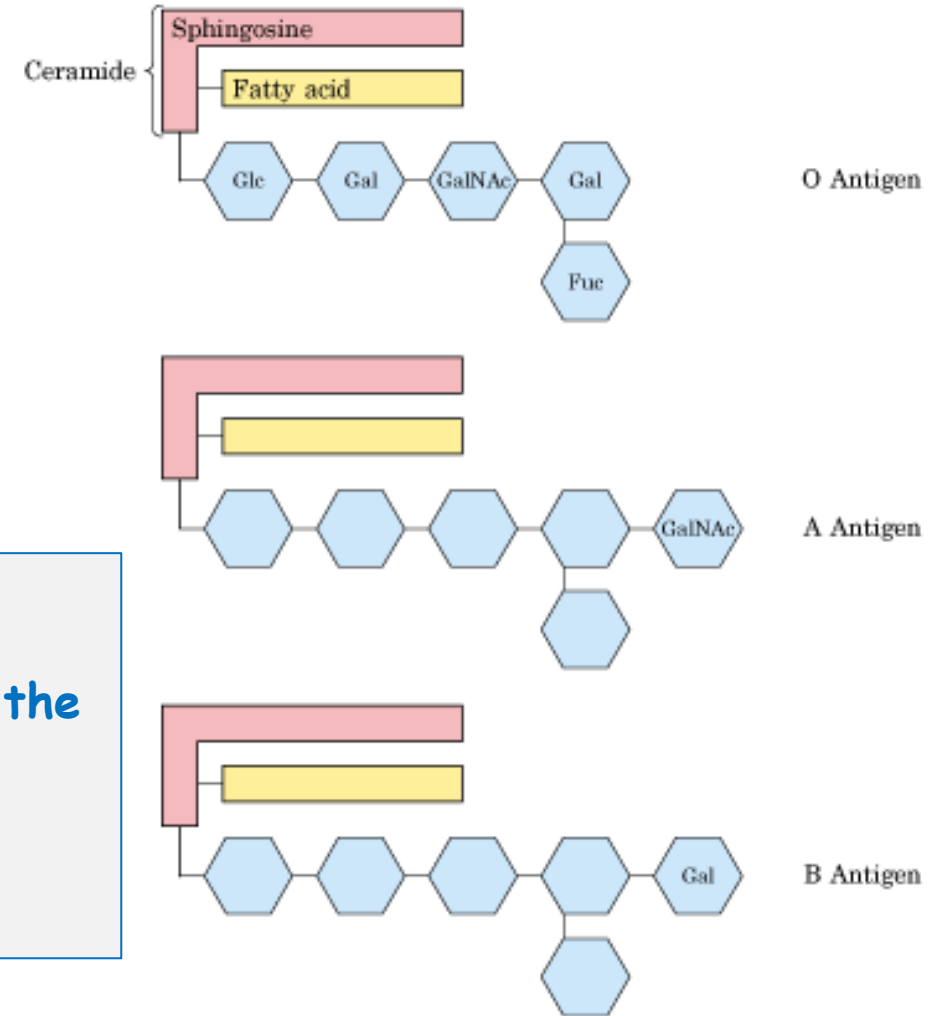 Sphingosine
Ceramide
Fatty acid
Glc Gal GalNAc Gal O Antigen
Fuc
GalNAc A Antigen
the
Gal B Antigen